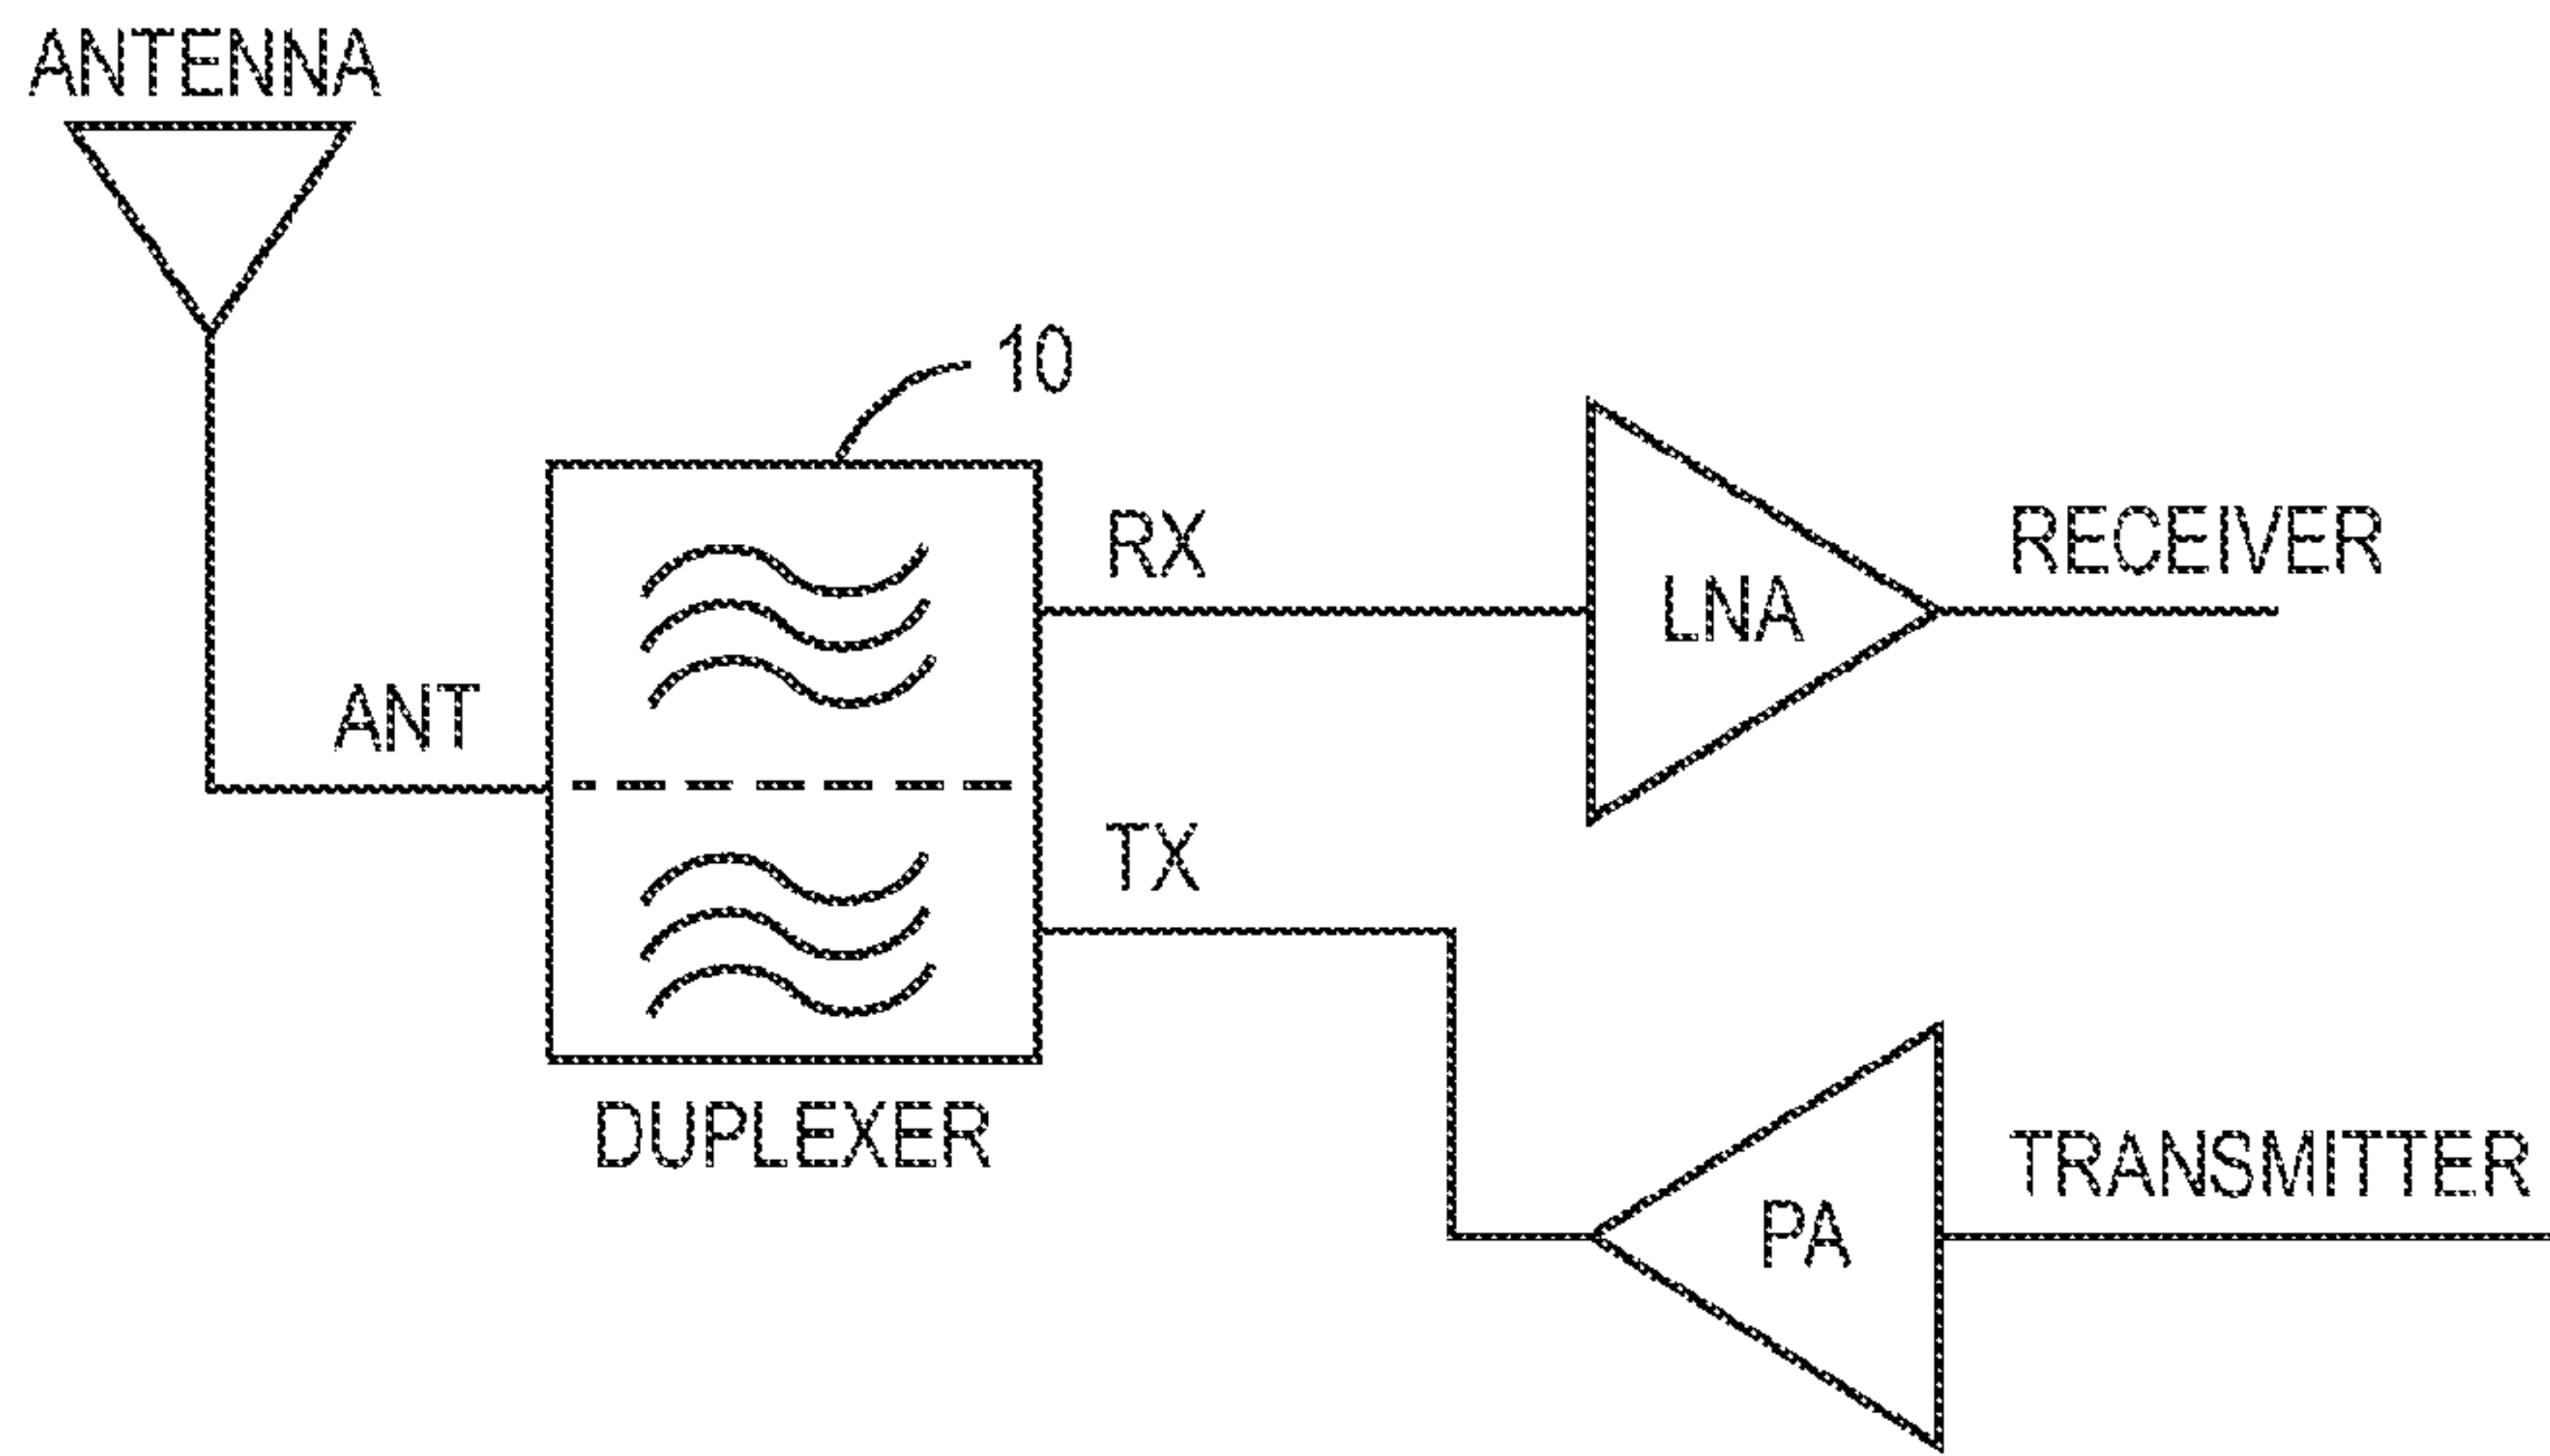 ANTENNA
10
RX
LNA
RECEIVER
ANT
TX
DUPLEXER
PA
TRANSMITTER